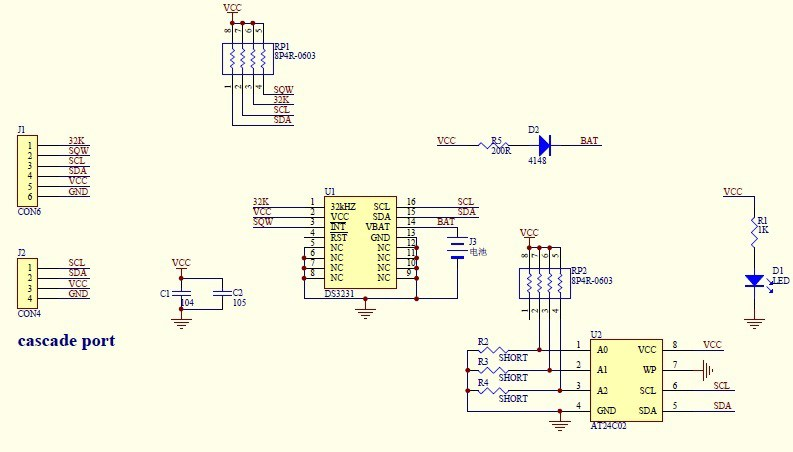 VCC
8 7 6 5
RP1
8P4R-0603
1 2 3 4
SQW
32K
SCL
SDA
J1
1 32K
2 SQW
3 SCL
4 SDA
5 VCC
6 GND
CON6
VCC R5 D2 BAT
200R 4148
U1
32K 1 32kHZ SCL 16 SCL
VCC 2 VCC SDA 15 SDA
SQW 3 INT VBAT 14 BAT
4 RST GND 13
5 NC NC 12
6 NC NC 11
7 NC NC 10
8 NC NC 9
DS3231
J3
电池
VCC
R1
1K
D1
LED
J2
1 SCL
2 SDA
3 VCC
4 GND
CON4
VCC
C1 C2
104 105
cascade port
VCC
8 7 6 5
RP2
8P4R-0603
1 2 3 4
R2
SHORT
R3
SHORT
R4
SHORT
U2
1 A0 VCC 8 VCC
2 A1 WP 7
3 A2 SCL 6 SCL
4 GND SDA 5 SDA
AT24C02